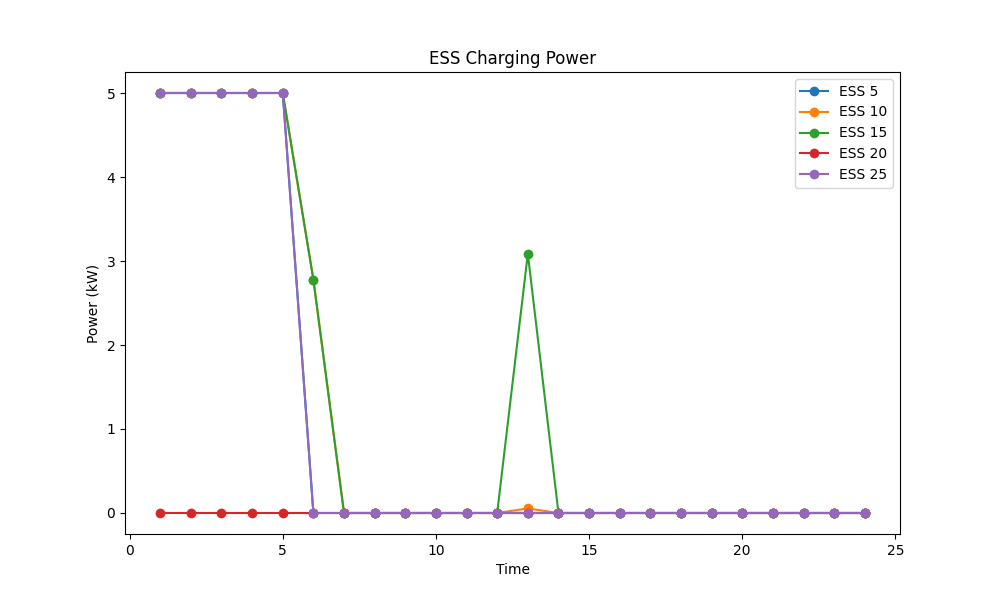 ESS Charging Power
ESS 5
ESS 10
ESS 15
ESS 20
ESS 25
Power (kW)
5
4
3
2
1
0
0 5 10 15 20 25
Time